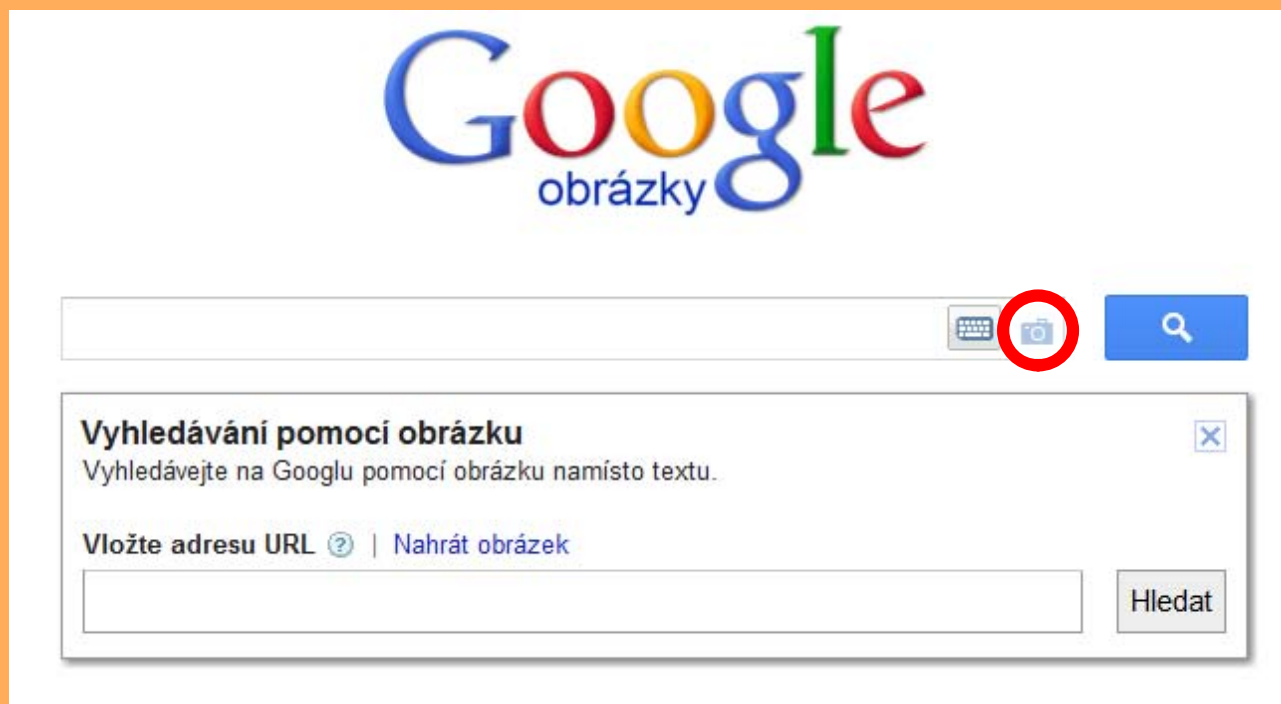 Google
obrázky
Vyhledávání pomocí obrázku
Vyhledávejte na Googlu pomocí obrázku namísto textu.
Vložte adresu URL ? | Nahrát obrázek
Hledat